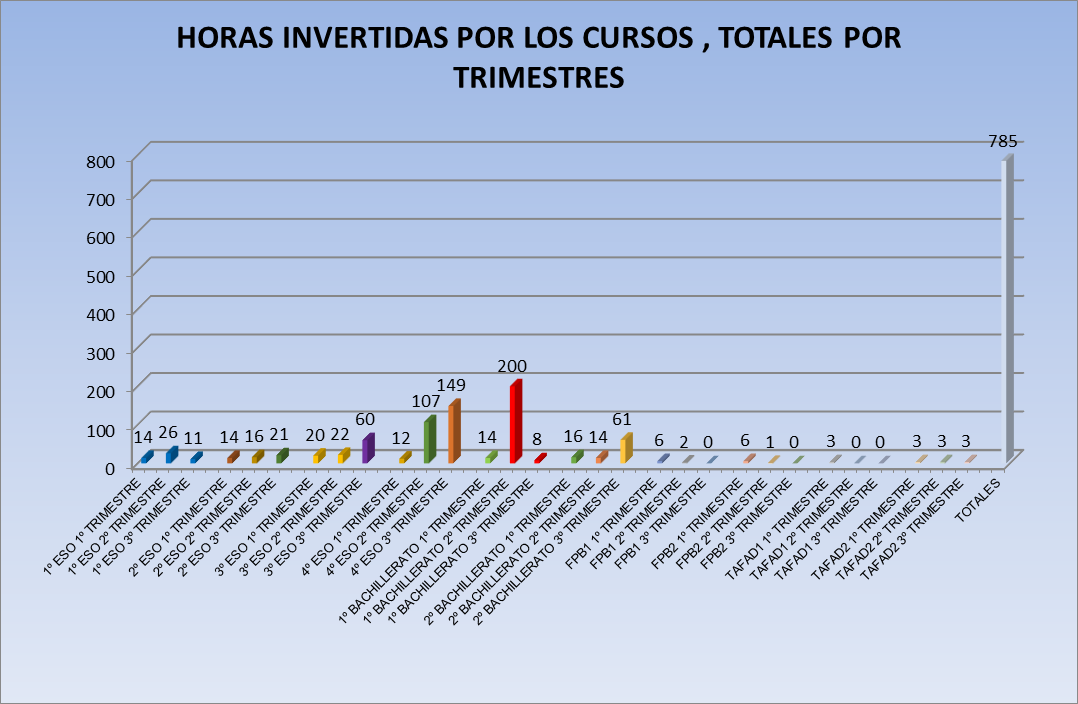 HORAS INVERTIDAS POR LOS CURSOS , TOTALES POR
TRIMESTRES
785
800
700
600
500
400
300
200
100
0
14
26
11
14
16
21
20
22
60
12
107
149
14
200
8
16
14
61
6
2
0
6
1
0
3
0
0
3
3
3
1º ESO 1º TRIMESTRE
1º ESO 2º TRIMESTRE
1º ESO 3º TRIMESTRE
2º ESO 1º TRIMESTRE
2º ESO 2º TRIMESTRE
2º ESO 3º TRIMESTRE
3º ESO 1º TRIMESTRE
3º ESO 2º TRIMESTRE
3º ESO 3º TRIMESTRE
4º ESO 1º TRIMESTRE
4º ESO 2º TRIMESTRE
4º ESO 3º TRIMESTRE
1º BACHILLERATO 1º TRIMESTRE
1º BACHILLERATO 2º TRIMESTRE
1º BACHILLERATO 3º TRIMESTRE
2º BACHILLERATO 1º TRIMESTRE
2º BACHILLERATO 2º TRIMESTRE
2º BACHILLERATO 3º TRIMESTRE
FPB1 1º TRIMESTRE
FPB1 2º TRIMESTRE
FPB1 3º TRIMESTRE
FPB2 1º TRIMESTRE
FPB2 2º TRIMESTRE
FPB2 3º TRIMESTRE
TAFAD1 1º TRIMESTRE
TAFAD1 2º TRIMESTRE
TAFAD1 3º TRIMESTRE
TAFAD2 1º TRIMESTRE
TAFAD2 2º TRIMESTRE
TAFAD2 3º TRIMESTRE
TOTALES